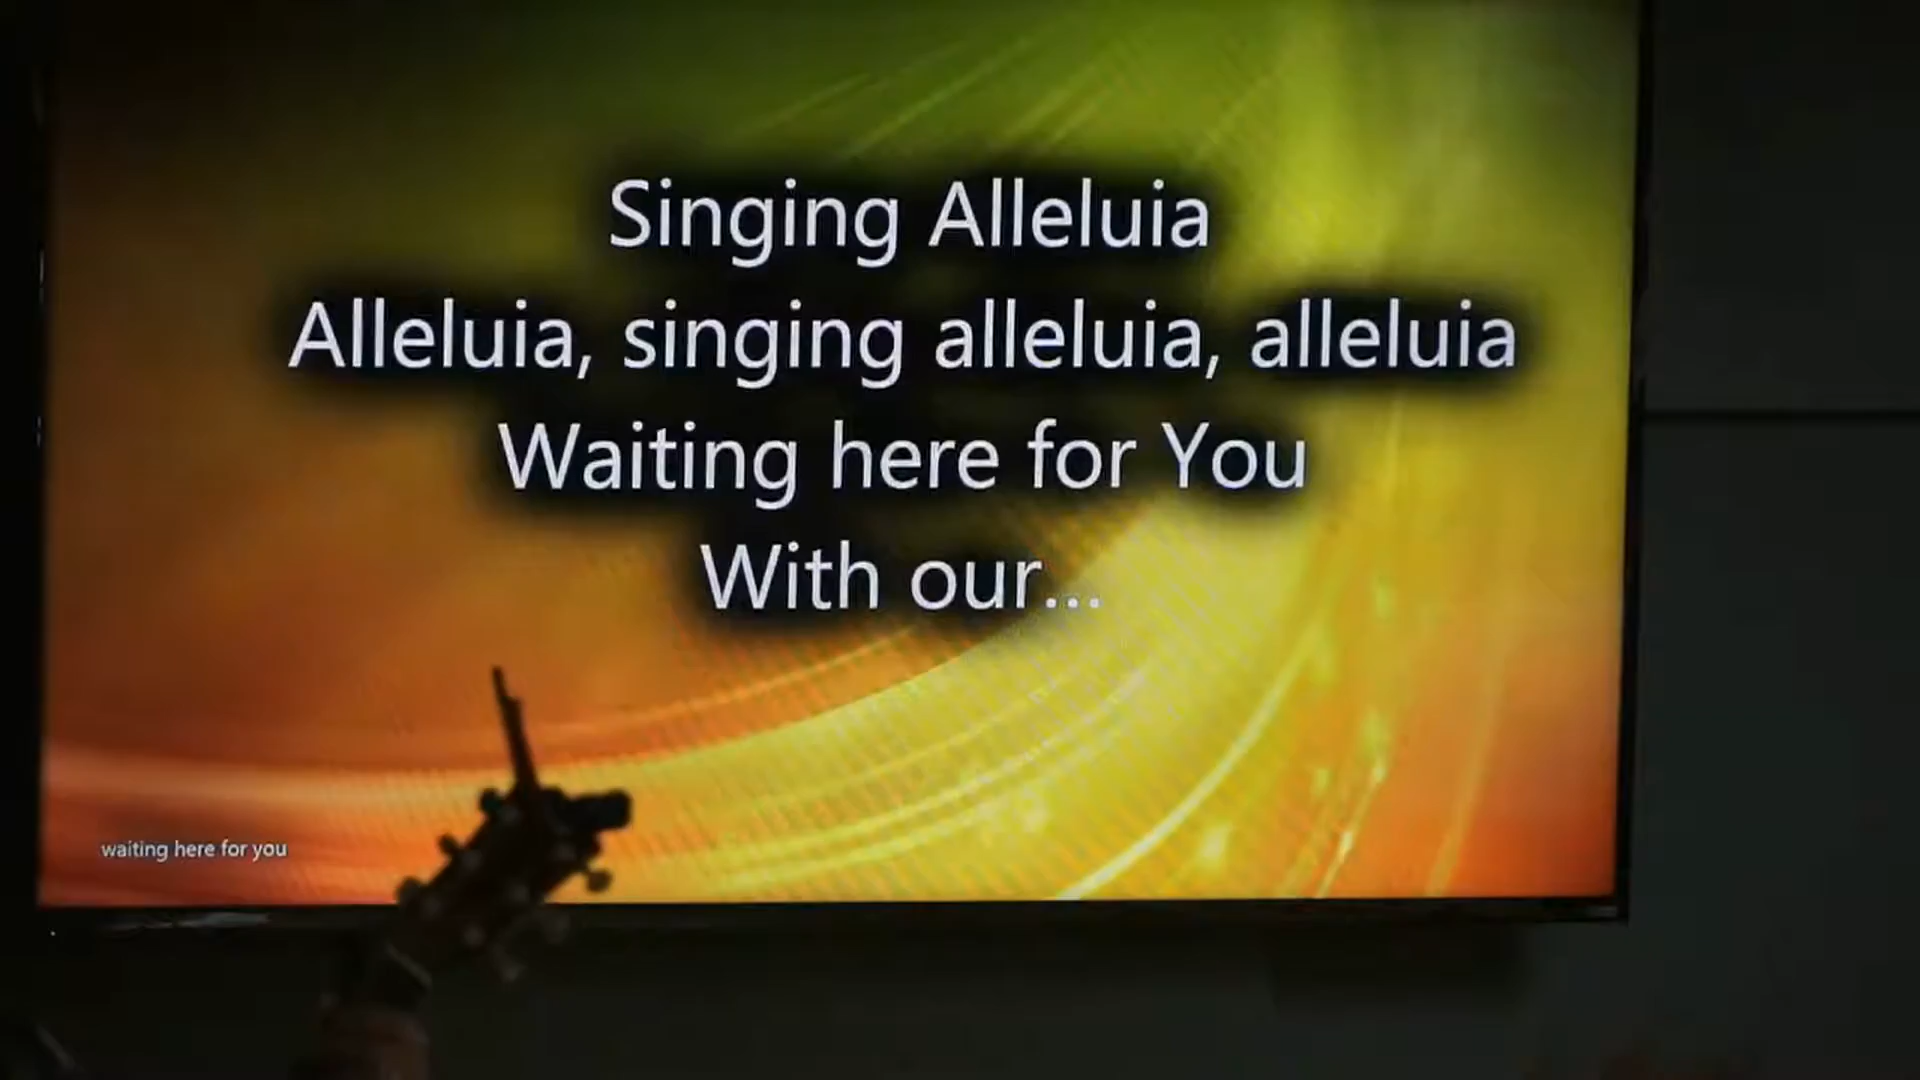 Singing Alleluia
Alleluia, singing alleluia, alleluia
Waiting here for You
With our...
waiting here for you